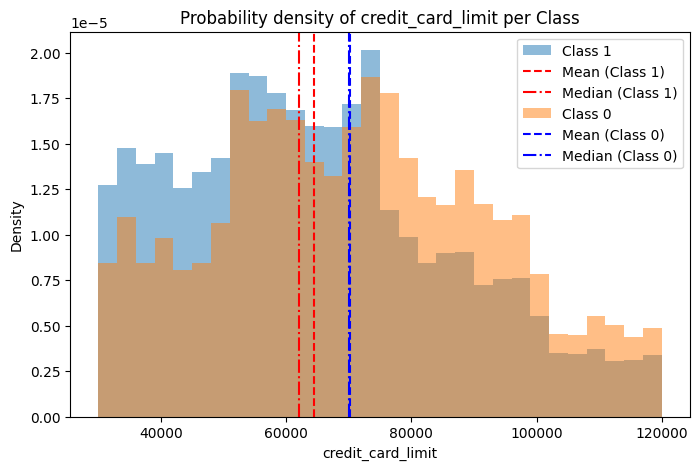 Probability density of credit_card_limit per Class
1e−5
2.00
1.75
1.50
1.25
1.00
0.75
0.50
0.25
0.00
Density
Class 1
Mean (Class 1)
Median (Class 1)
Class 0
Mean (Class 0)
Median (Class 0)
40000 60000 80000 100000 120000
credit_card_limit